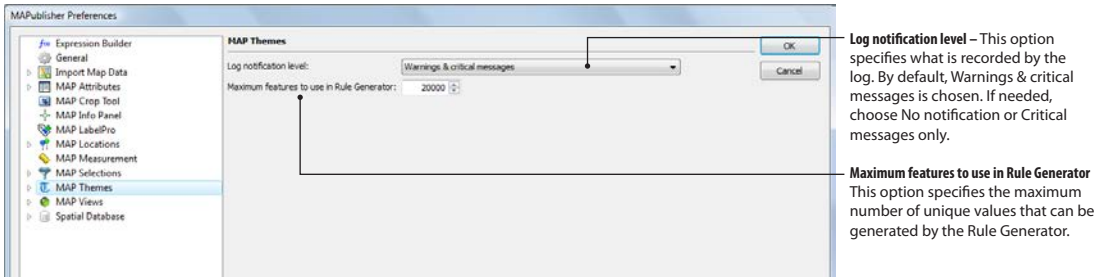 MAPublisher Preferences
Expression Builder
General
Import Map Data
MAP Attributes
MAP Crop Tool
MAP Info Panel
MAP LabelPro
MAP Locations
MAP Measurement
MAP Selections
MAP Themes
MAP Views
Spatial Database
MAP Themes
Log notification level:
Warnings & critical messages
Maximum features to use in Rule Generator:
20000
OK
Cancel
Log notification level – This option
specifies what is recorded by the
log. By default, Warnings & critical
messages is chosen. If needed,
choose No notification or Critical
messages only.
Maximum features to use in Rule Generator
This option specifies the maximum
number of unique values that can be
generated by the Rule Generator.